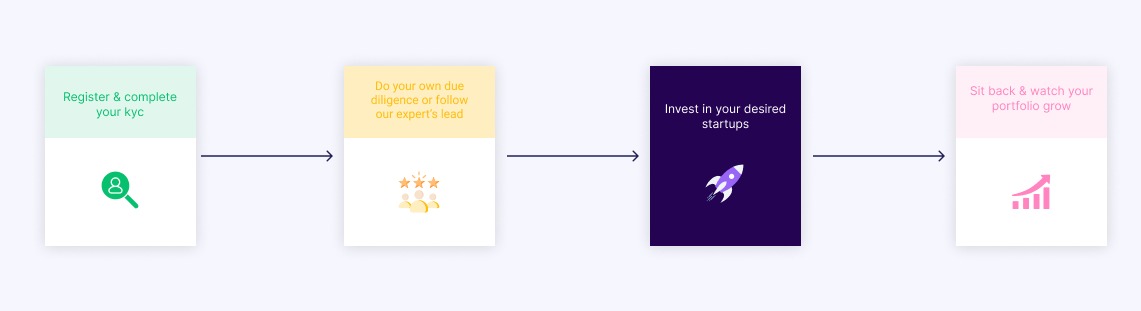 Register & complete
your kyc
Do your own due
diligence or follow
our expert's lead
Invest in your desired
startups
Sit back & watch your
portfolio grow